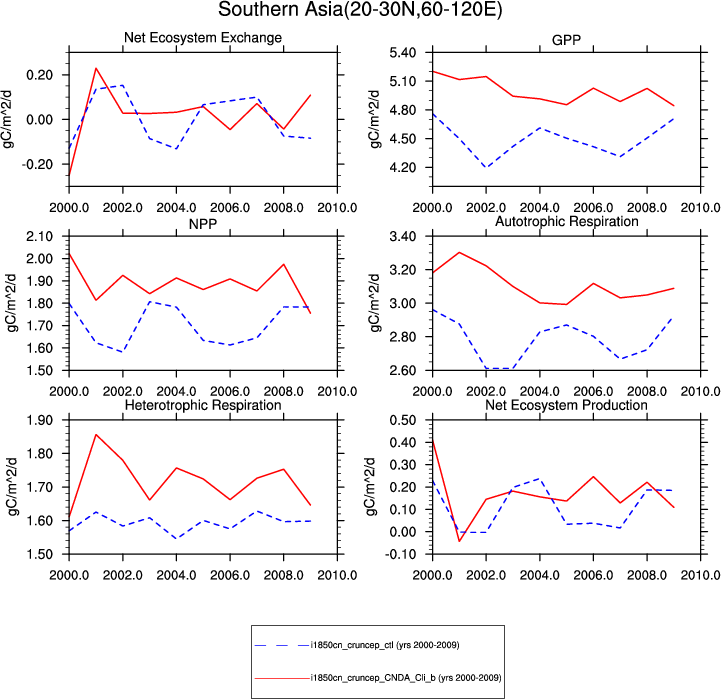 Southern Asia(20-30N,60-120E)
Net Ecosystem Exchange
gC/m^2/d
0.20
0.00
-0.20
2000.0 2002.0 2004.0 2006.0 2008.0 2010.0
GPP
gC/m^2/d
5.40
5.10
4.80
4.50
4.20
2000.0 2002.0 2004.0 2006.0 2008.0 2010.0
NPP
gC/m^2/d
2.10
2.00
1.90
1.80
1.70
1.60
1.50
2000.0 2002.0 2004.0 2006.0 2008.0 2010.0
Autotrophic Respiration
gC/m^2/d
3.40
3.20
3.00
2.80
2.60
2000.0 2002.0 2004.0 2006.0 2008.0 2010.0
Heterotrophic Respiration
gC/m^2/d
1.90
1.80
1.70
1.60
1.50
2000.0 2002.0 2004.0 2006.0 2008.0 2010.0
Net Ecosystem Production
gC/m^2/d
0.50
0.40
0.30
0.20
0.10
0.00
-0.10
2000.0 2002.0 2004.0 2006.0 2008.0 2010.0
i1850cn_cruncep_ctl (yrs 2000-2009)
i1850cn_cruncep_CNDA_Cli_b (yrs 2000-2009)